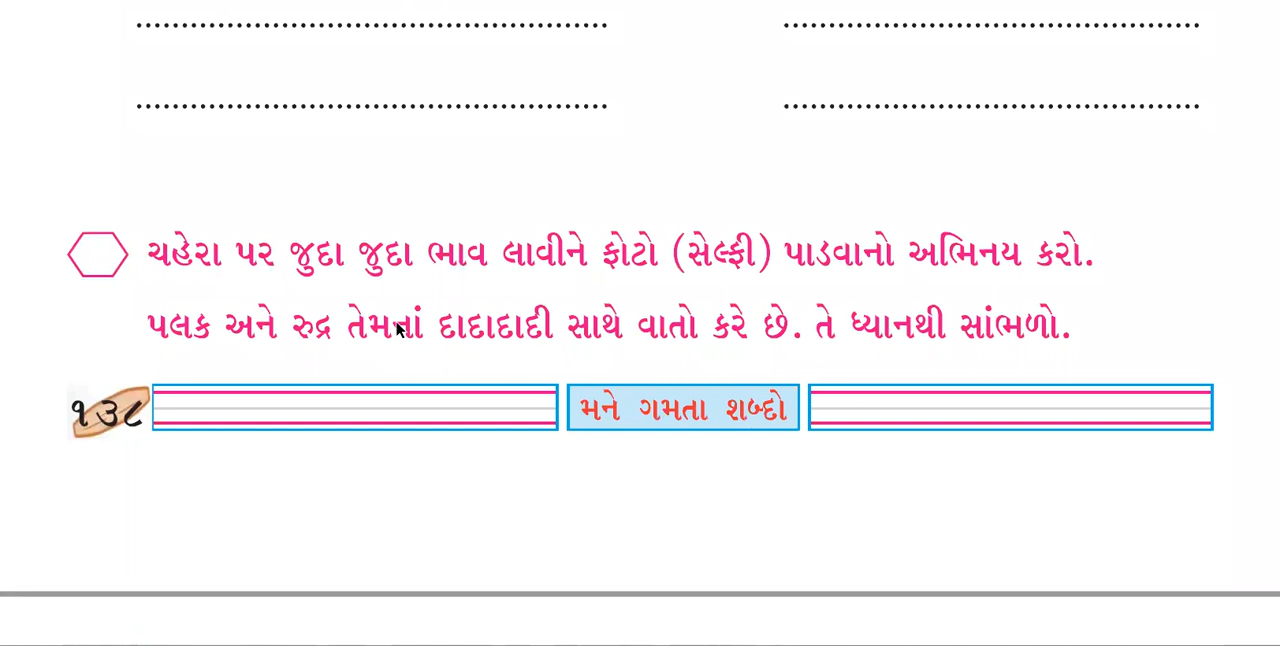 ચહેરા પર જુદા જુદા ભાવ લાવીને ફોટો (સેલ્ફી) પાડવાનો અભિનય કરો.
પલક અને રુદ્ર તેમનાં દાદાદાદી સાથે વાતો કરે છે. તે ધ્યાનથી સાંભળો.
૧૩૮ મને ગમતા શબ્દો